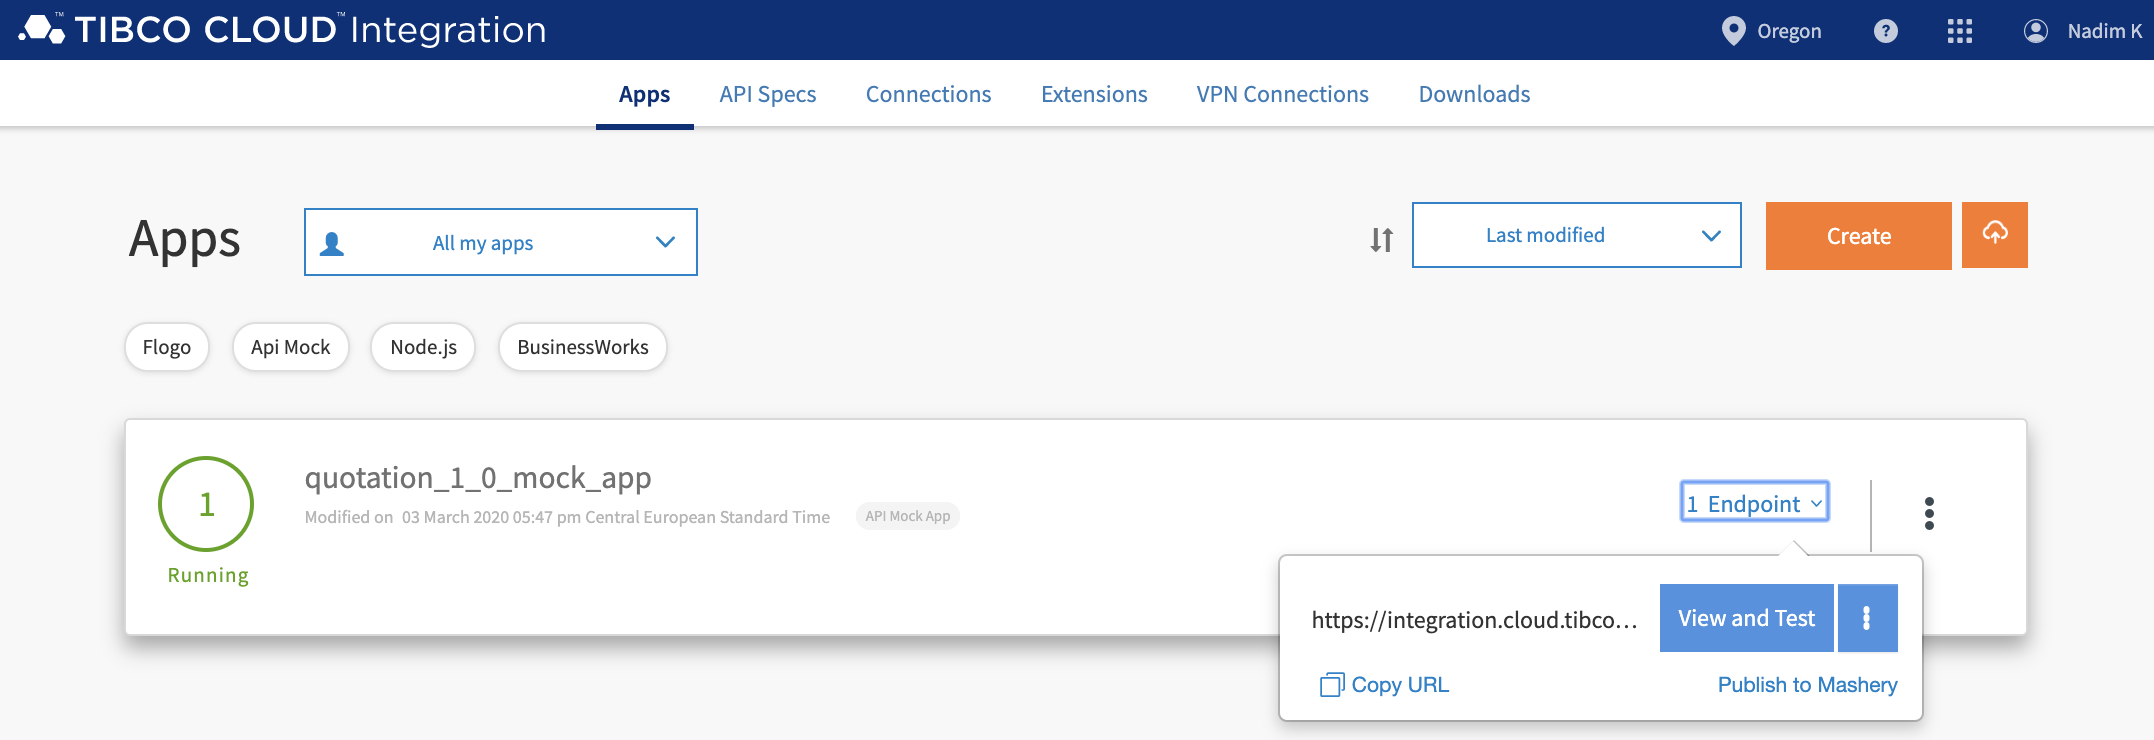 TIBCO CLOUD™ Integration
Oregon
?
Nadim K
Apps
API Specs
Connections
Extensions
VPN Connections
Downloads
Apps
All my apps
Last modified
Create
Flogo
Api Mock
Node.js
BusinessWorks
1
Running
quotation_1_0_mock_app
Modified on 03 March 2020 05:47 pm Central European Standard Time
API Mock App
1 Endpoint
https://integration.cloud.tibco...
View and Test
Copy URL
Publish to Mashery